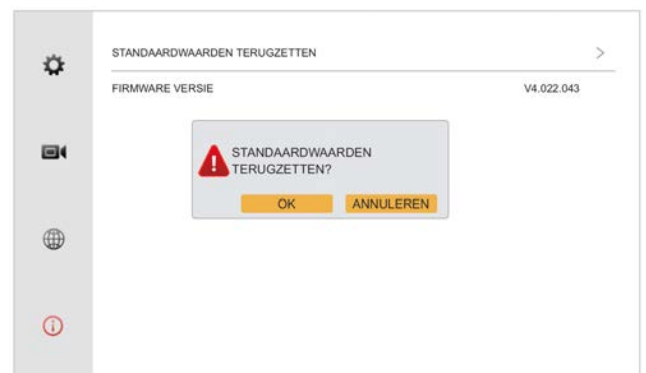 STANDAARDWAARDEN TERUGZETTEN >
FIRMWARE VERSIE V4.022.043
STANDAARDWAARDEN
TERUGZETTEN?
OK ANNULEREN